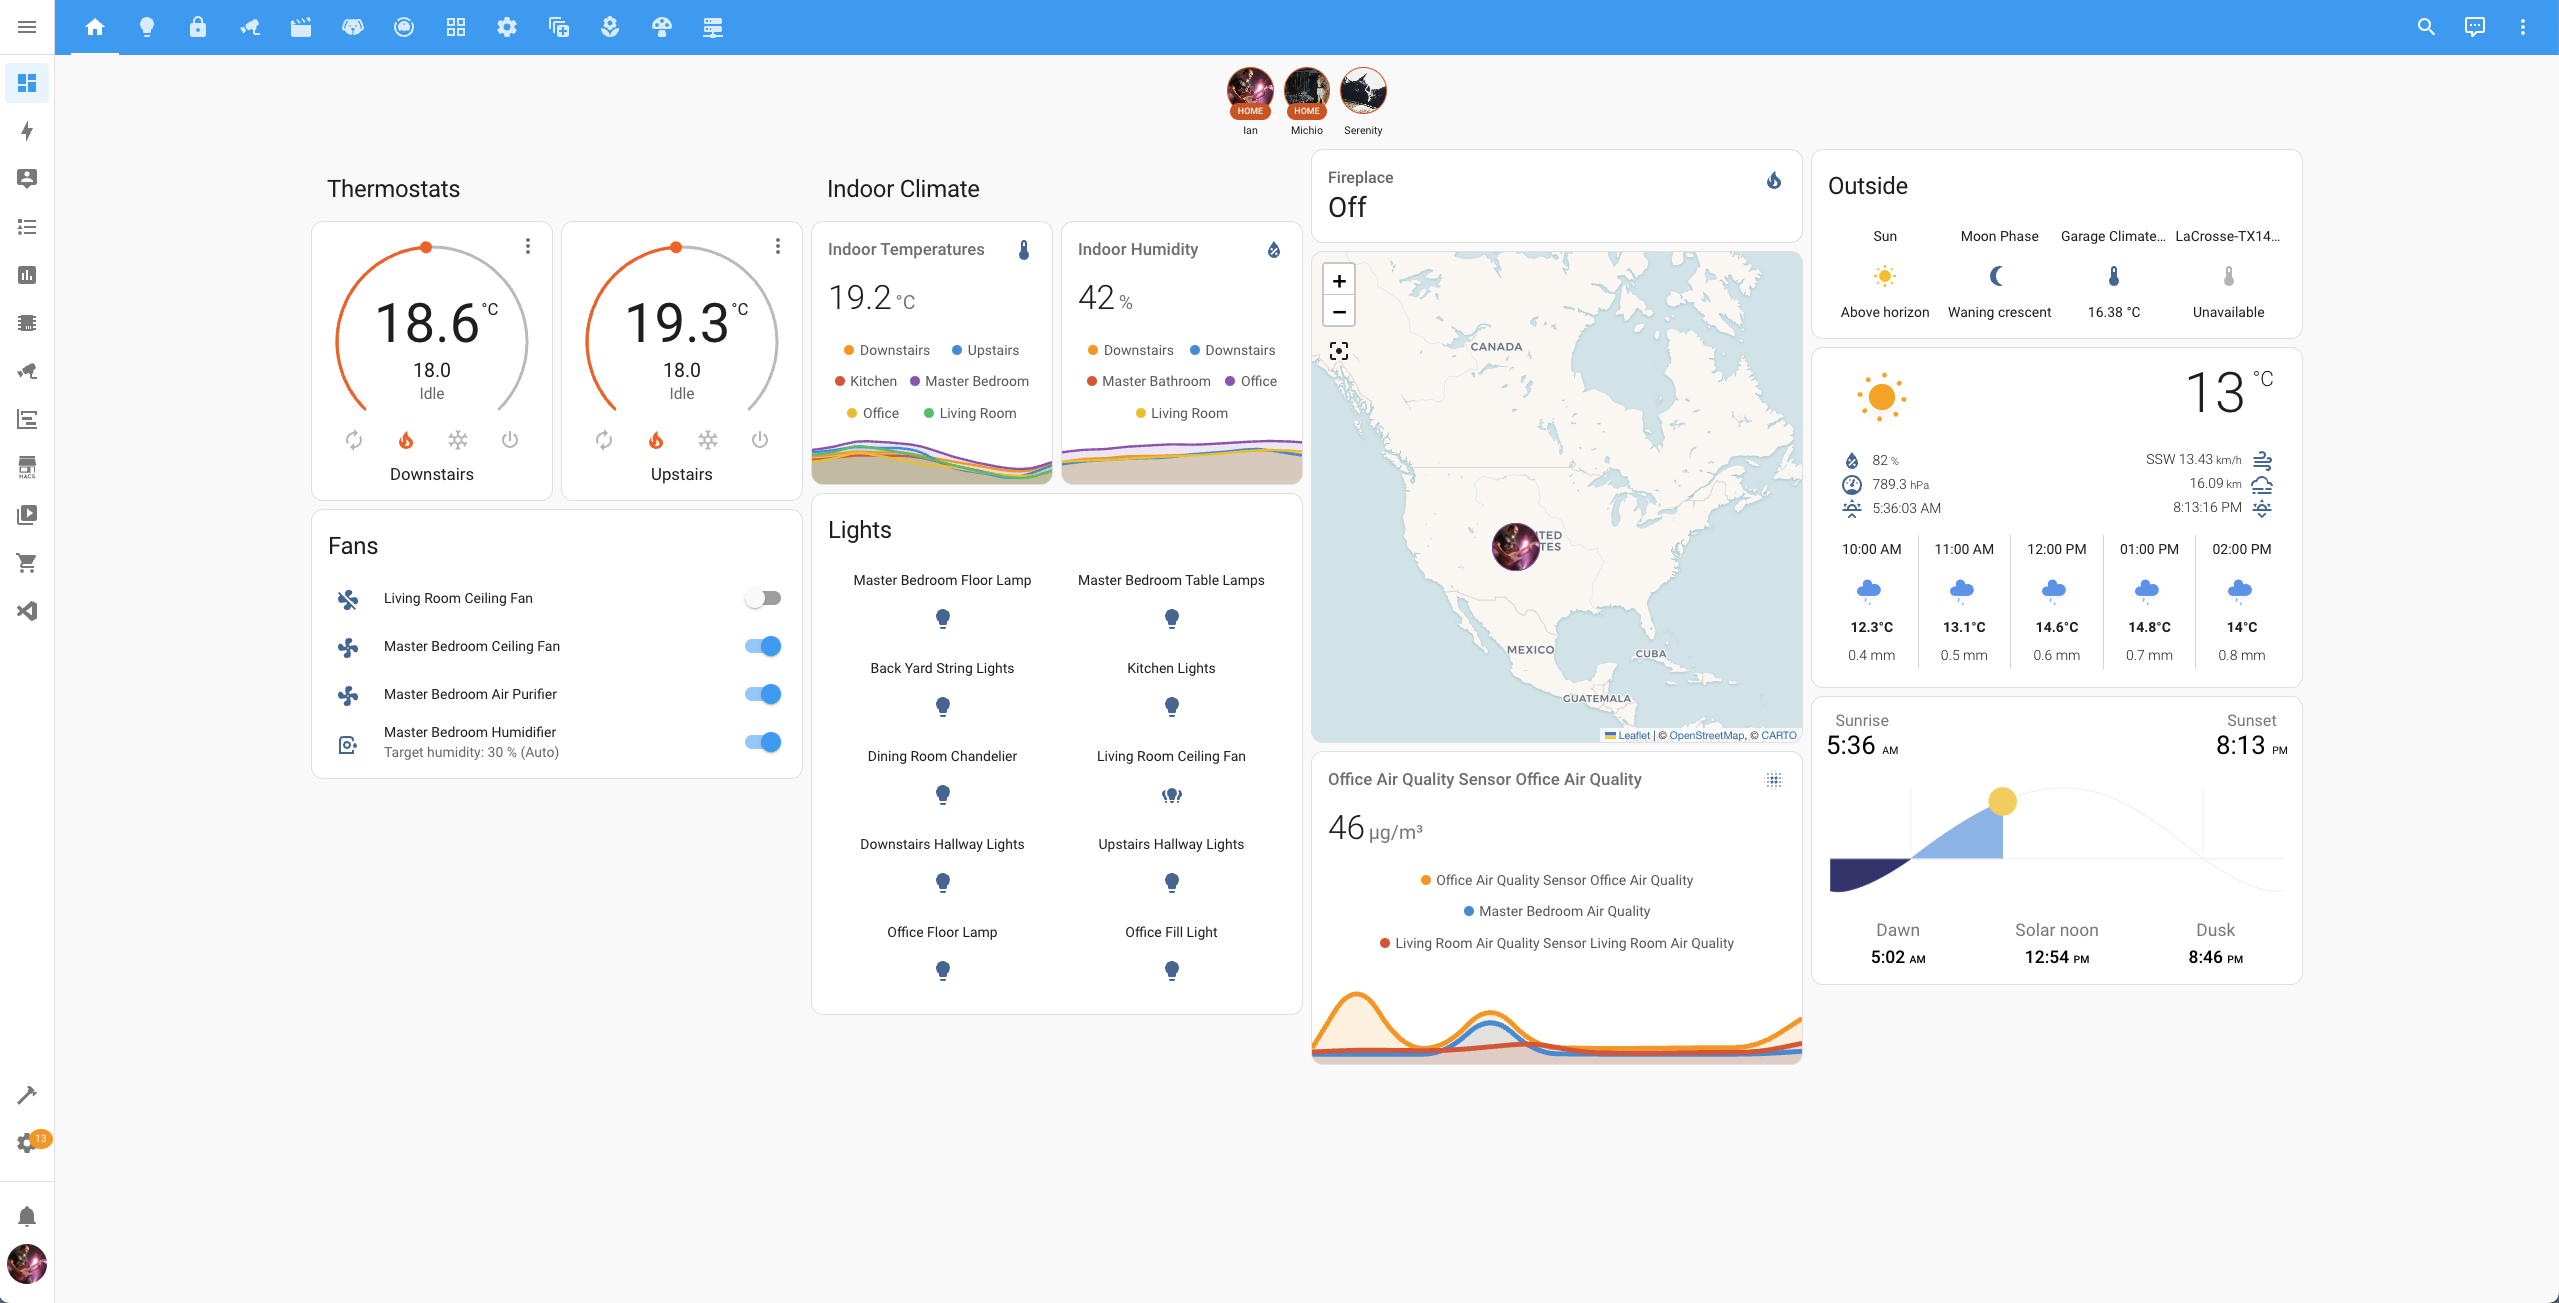 HOME
HOME
Ian
Michio
Serenity
Thermostats
18.6 °C
18.0
Idle
Downstairs
19.3 °C
18.0
Idle
Upstairs
Fans
Living Room Ceiling Fan
Master Bedroom Ceiling Fan
Master Bedroom Air Purifier
Master Bedroom Humidifier
Target humidity: 30 % (Auto)
Indoor Climate
Indoor Temperatures
19.2 °C
Downstairs Upstairs
Kitchen Master Bedroom
Office Living Room
Indoor Humidity
42 %
Downstairs Downstairs
Master Bathroom Office
Living Room
Lights
Master Bedroom Floor Lamp Master Bedroom Table Lamps
Back Yard String Lights Kitchen Lights
Dining Room Chandelier Living Room Ceiling Fan
Downstairs Hallway Lights Upstairs Hallway Lights
Office Floor Lamp Office Fill Light
Fireplace
Off
+
−
CANADA
TED
TES
MEXICO
CUBA
GUATEMALA
Leaflet | © OpenStreetMap, © CARTO
Office Air Quality Sensor Office Air Quality
46 µg/m³
Office Air Quality Sensor Office Air Quality
Master Bedroom Air Quality
Living Room Air Quality Sensor Living Room Air Quality
Outside
Sun Moon Phase Garage Climate... LaCrosse-TX14...
Above horizon Waning crescent 16.38 °C Unavailable
13 °C
82 % SSW 13.43 km/h
789.3 hPa 16.09 km
5:36:03 AM 8:13:16 PM
10:00 AM 11:00 AM 12:00 PM 01:00 PM 02:00 PM
12.3°C 13.1°C 14.6°C 14.8°C 14°C
0.4 mm 0.5 mm 0.6 mm 0.7 mm 0.8 mm
Sunrise Sunset
5:36 AM 8:13 PM
Dawn Solar noon Dusk
5:02 AM 12:54 PM 8:46 PM
HACS
13